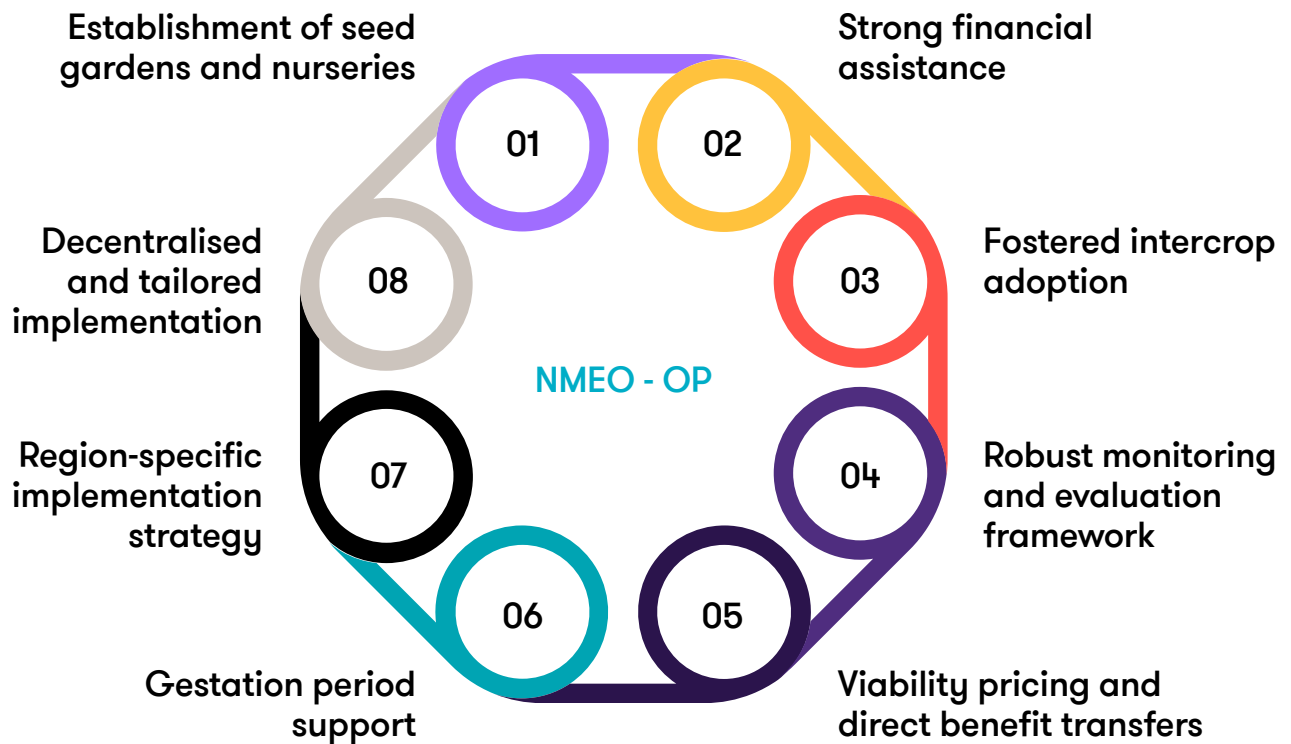 Establishment of seed
gardens and nurseries
01
Strong financial
assistance
02
Fostered intercrop
adoption
03
Robust monitoring
and evaluation
framework
04
Viability pricing and
direct benefit transfers
05
Gestation period
support
06
Region-specific
implementation
strategy
07
Decentralised
and tailored
implementation
08
NMEO - OP